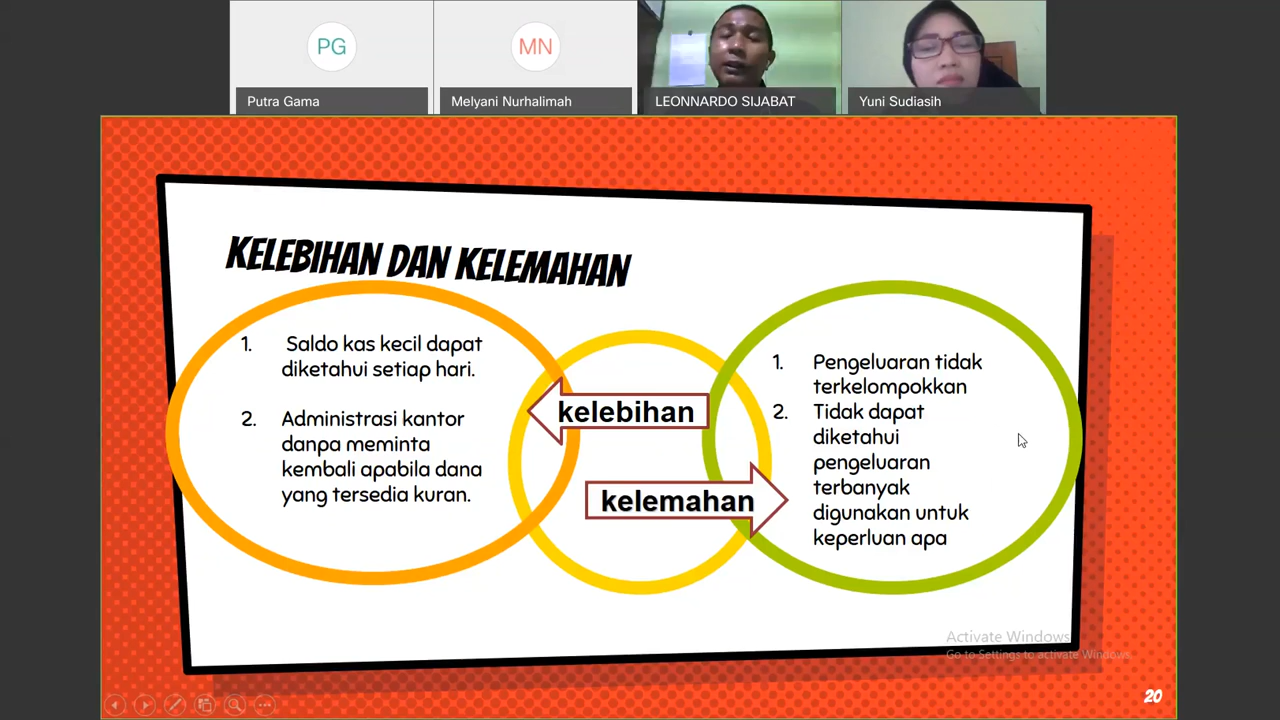 PG
MN
Putra Gama
Melyani Nurhalimah
LEONNARDO SIJABAT
Yuni Sudiasih
KELEBIHAN DAN KELEMAHAN
1. Saldo kas kecil dapat
diketahui setiap hari.
2. Administrasi kantor
danpa meminta
kembali apabila dana
yang tersedia kuran.
kelebihan
kelemahan
1. Pengeluaran tidak
terkelompokkan
2. Tidak dapat
diketahui
pengeluaran
terbanyak
digunakan untuk
keperluan apa
Activate Windows
Go to Settings to activate Windows.
20